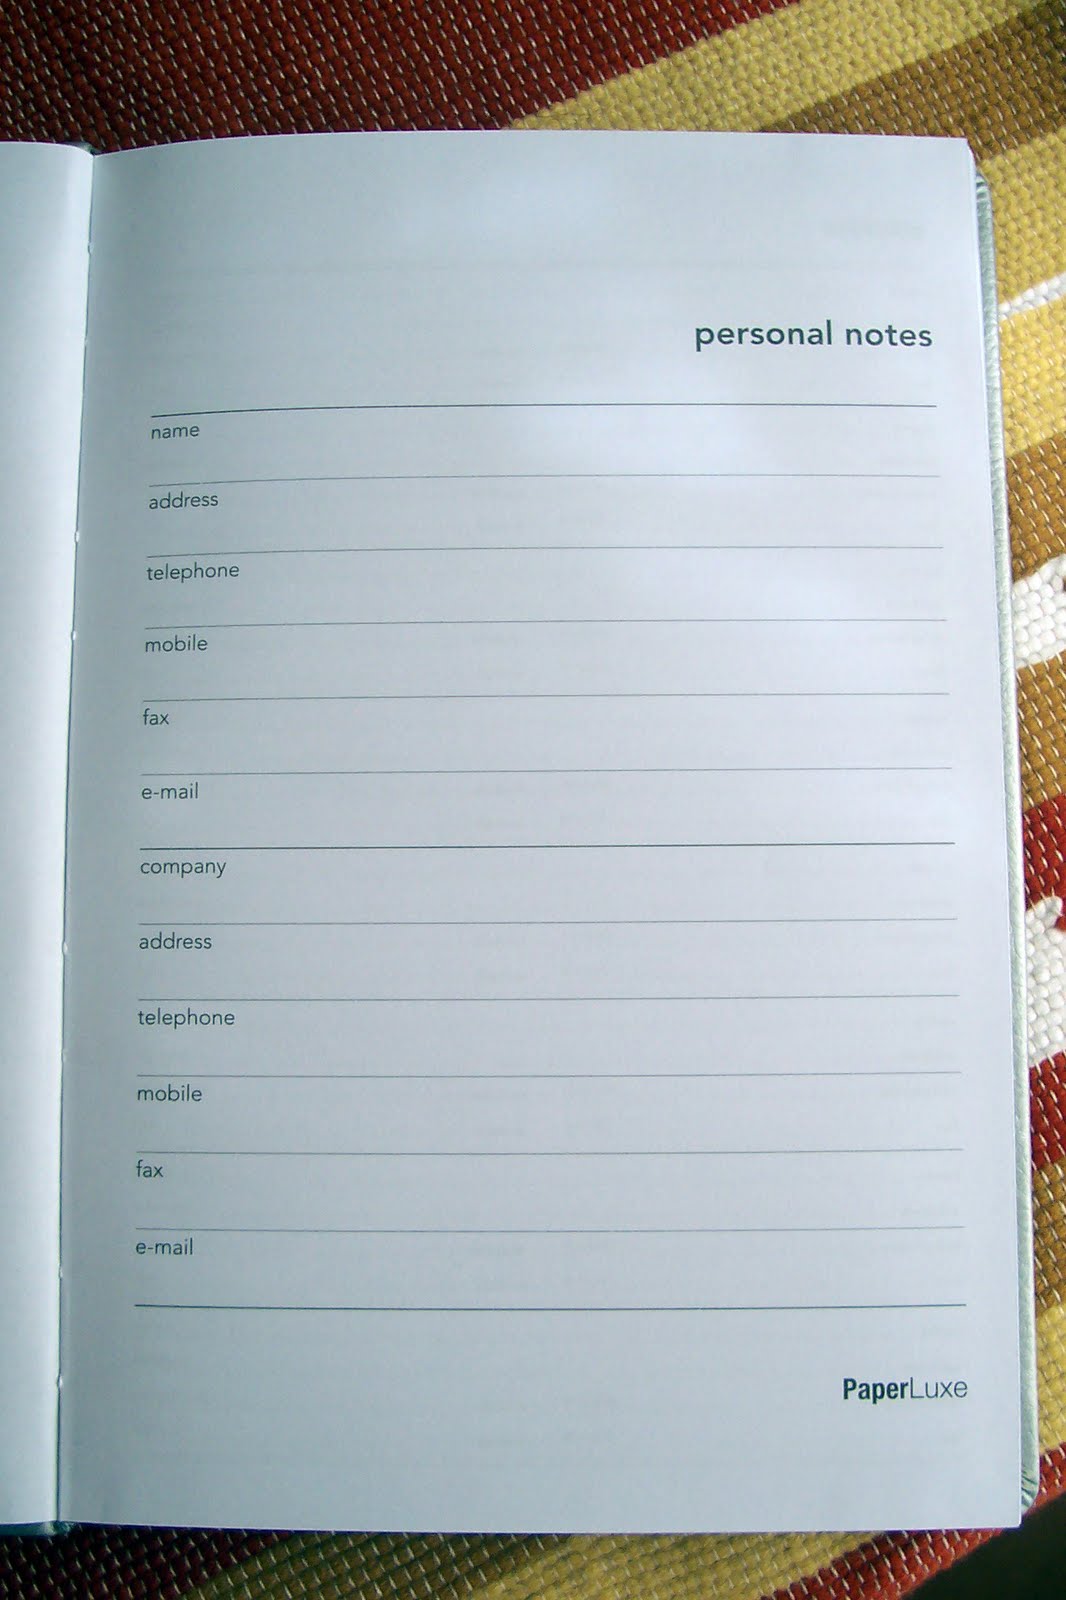 personal notes
name
address
telephone
mobile
fax
e-mail
company
address
telephone
mobile
fax
e-mail
PaperLuxe